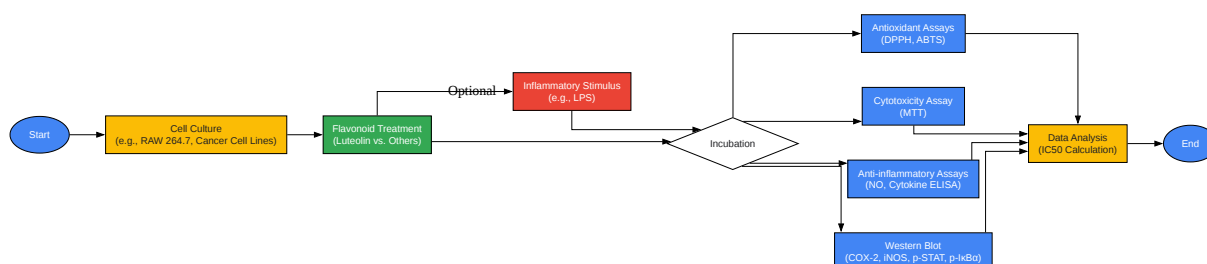 Start
Cell Culture
(e.g., RAW 264.7, Cancer Cell Lines)
Flavonoid Treatment
(Luteolin vs. Others)
Optional
Inflammatory Stimulus
(e.g., LPS)
Incubation
Antioxidant Assays
(DPPH, ABTS)
Cytotoxicity Assay
(MTT)
Anti-inflammatory Assays
(NO, Cytokine ELISA)
Western Blot
(COX-2, iNOS, p-STAT, p-IκBα)
Data Analysis
(IC50 Calculation)
End